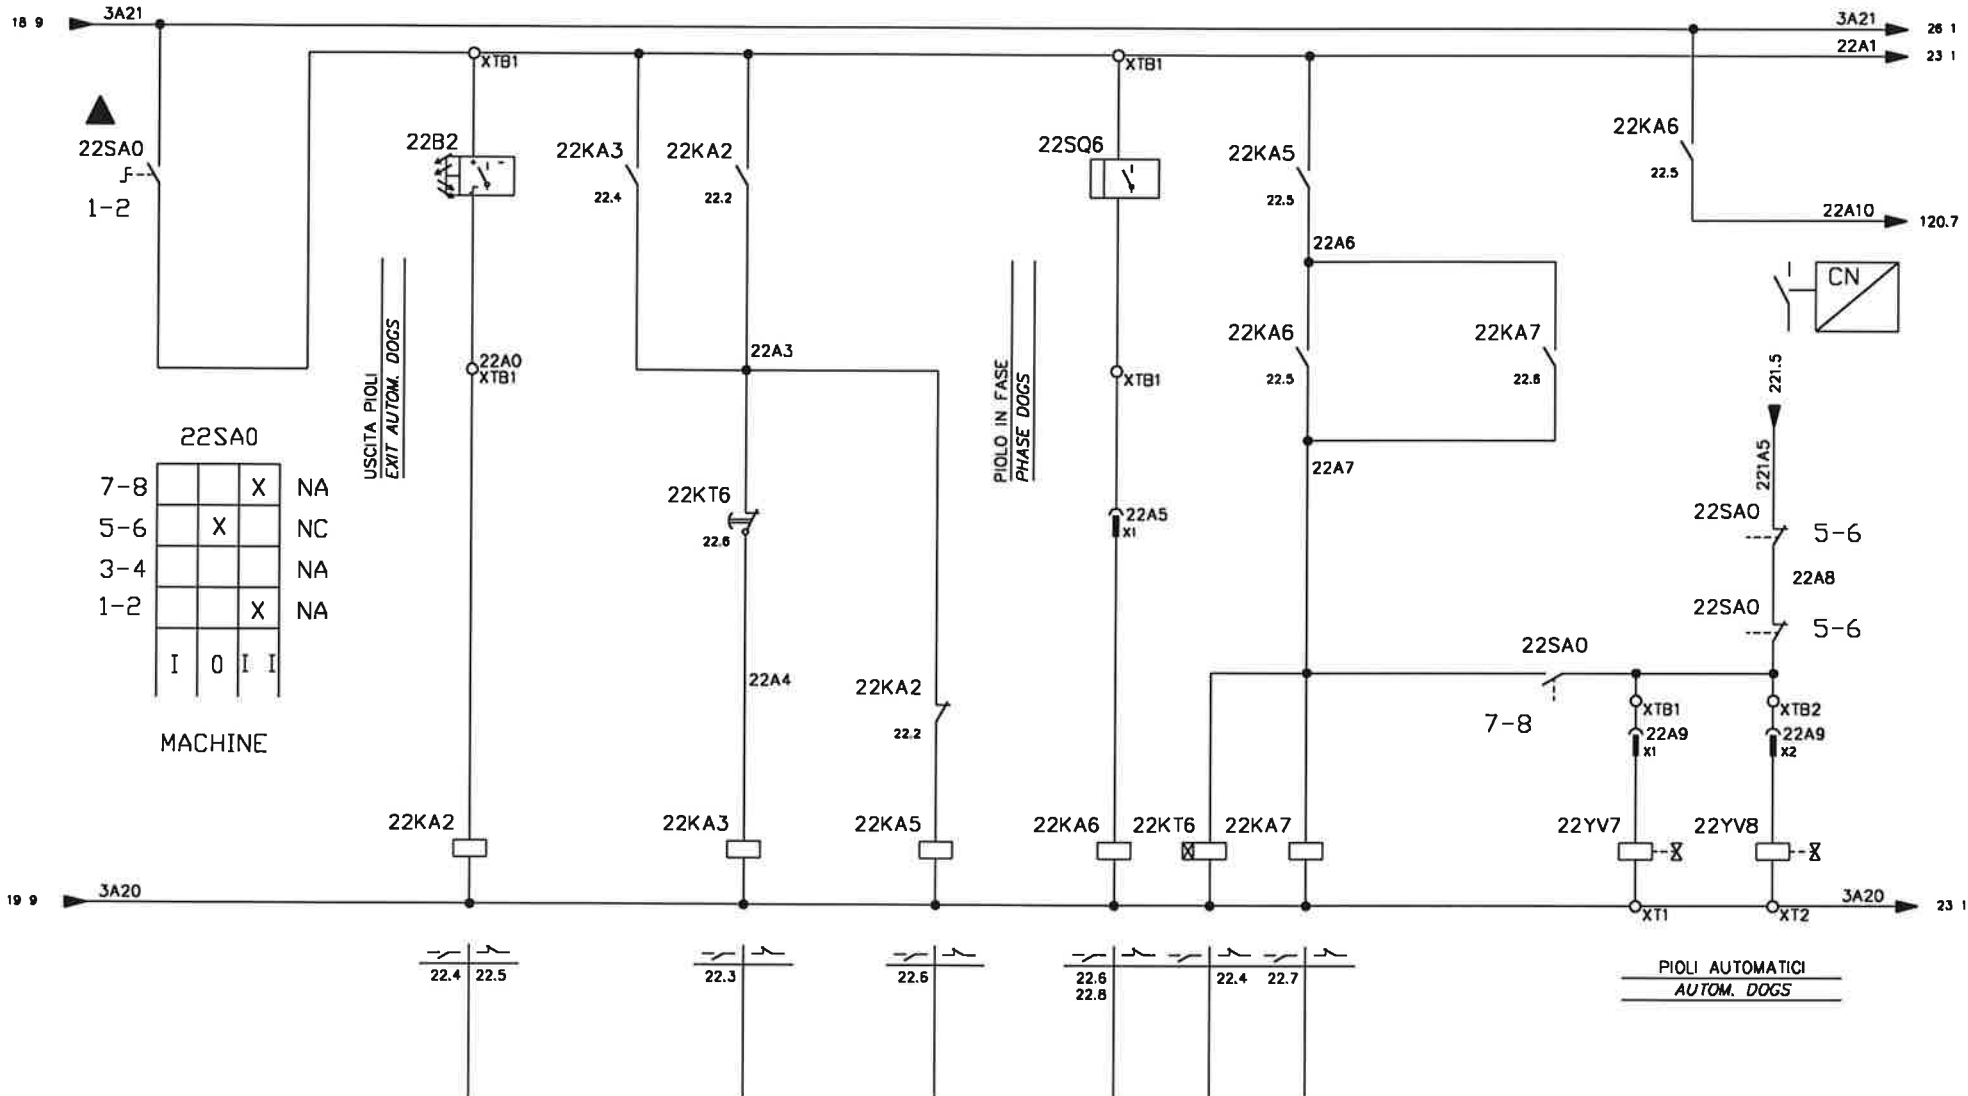 18 9
3A21
3A21
26 1
22A1
23 1
XTB1
XTB1
22SA0
1-2
22B2
22KA3
22.4
22KA2
22.2
22SQ6
22KA5
22.5
22KA6
22.5
22A10
120.7
22A6
CN
USCITA PIOLI
EXIT AUTOM. DOGS
22A0
XTB1
22A3
PIOLO IN FASE
PHASE DOGS
XTB1
22KA6
22.5
22KA7
22.6
221.5
221A5
22A7
22SA0
7-8 X NA
5-6 X NC
3-4 NA
1-2 X NA
I 0 I I
MACHINE
22KT6
22.6
22A5
X1
22SA0
5-6
22A8
22SA0
5-6
22A4
22KA2
22.2
22SA0
7-8
XTB1
22A9
X1
XTB2
22A9
X2
22KA2
22KA3
22KA5
22KA6
22KT6
22KA7
22YV7
22YV8
19 9
3A20
XT1
XT2
3A20
23 1
22.4
22.5
22.3
22.6
22.6
22.8
22.4
22.7
PIOLI AUTOMATICI
AUTOM. DOGS